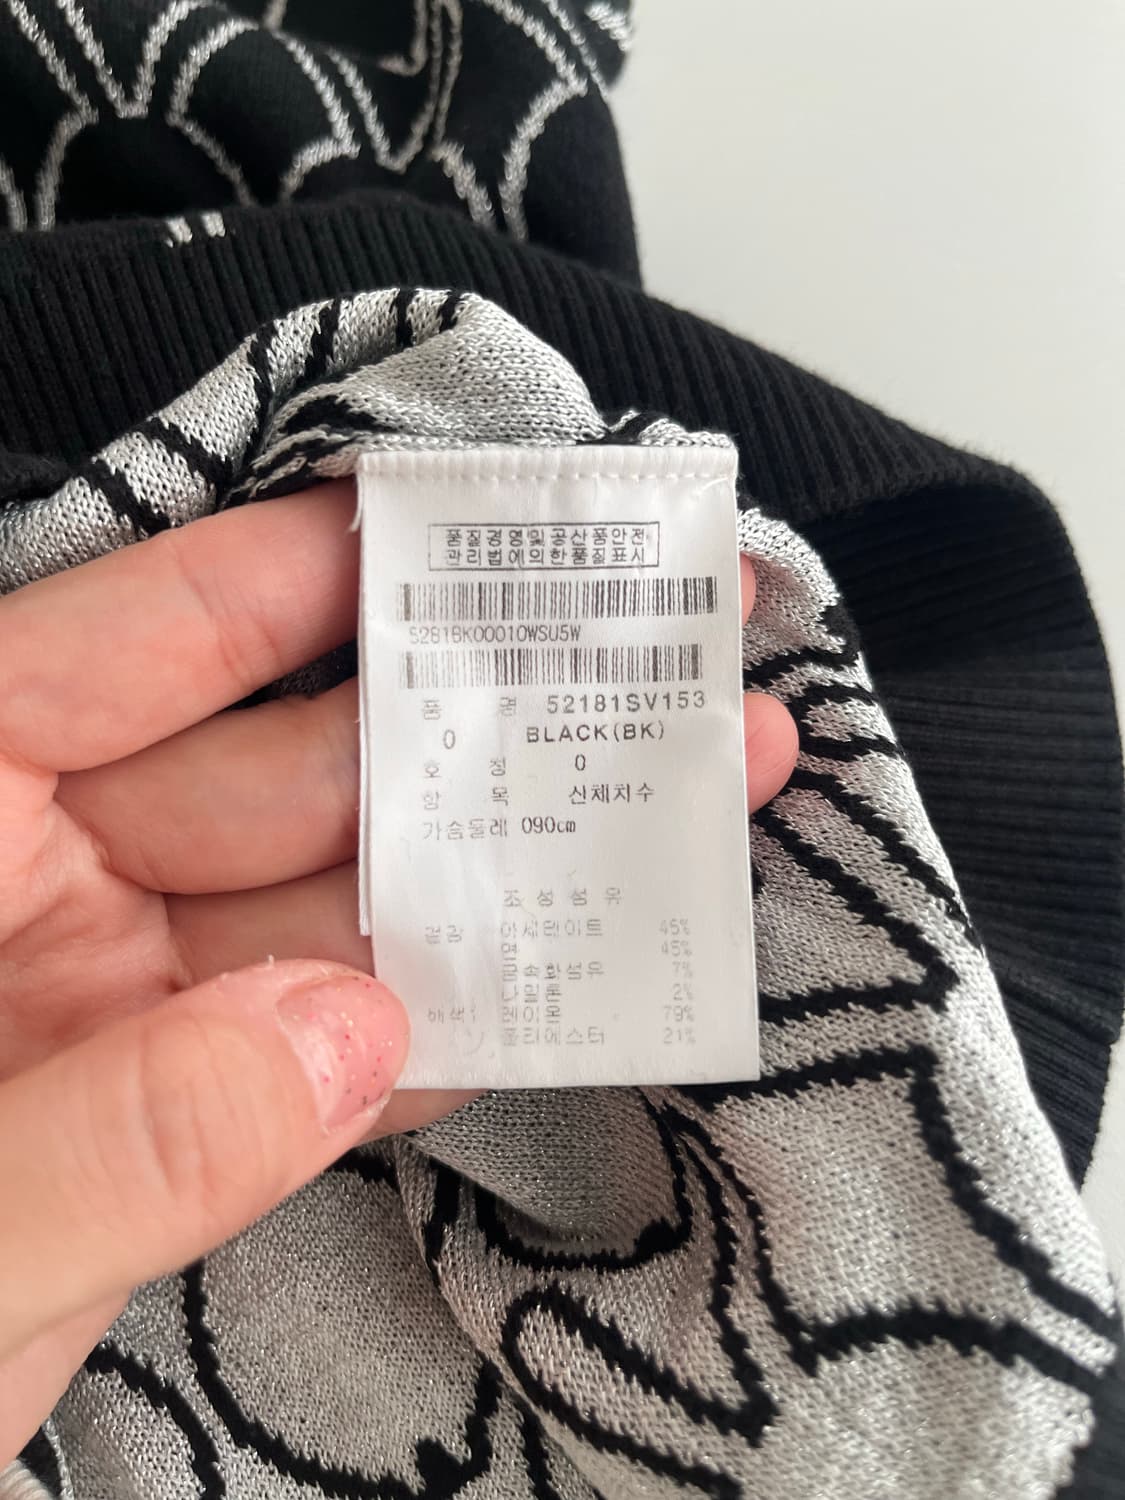 품질경영및공산품안전
관리법에의한품질표시
5281BK00010WSU5W
품 명 52181SV153
0 BLACK(BK)
호 칭 0
항 목 신체치수
가슴둘레 090cm
조 성 섬 유
겉감 아세테이트 45%
면 45%
금속화섬유 7%
나일론 2%
배색: 레이온 79%
폴리에스터 21%